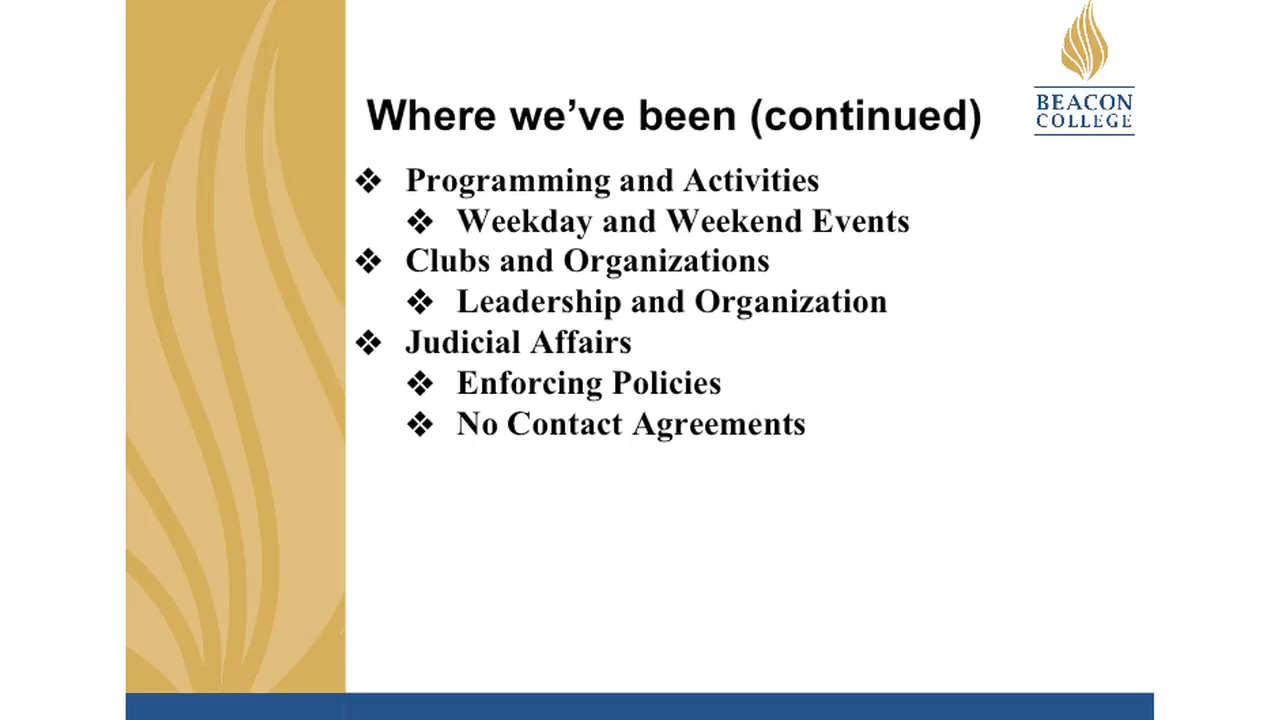 BEACON
COLLEGE
Where we've been (continued)
❖ Programming and Activities
❖ Weekday and Weekend Events
❖ Clubs and Organizations
❖ Leadership and Organization
❖ Judicial Affairs
❖ Enforcing Policies
❖ No Contact Agreements